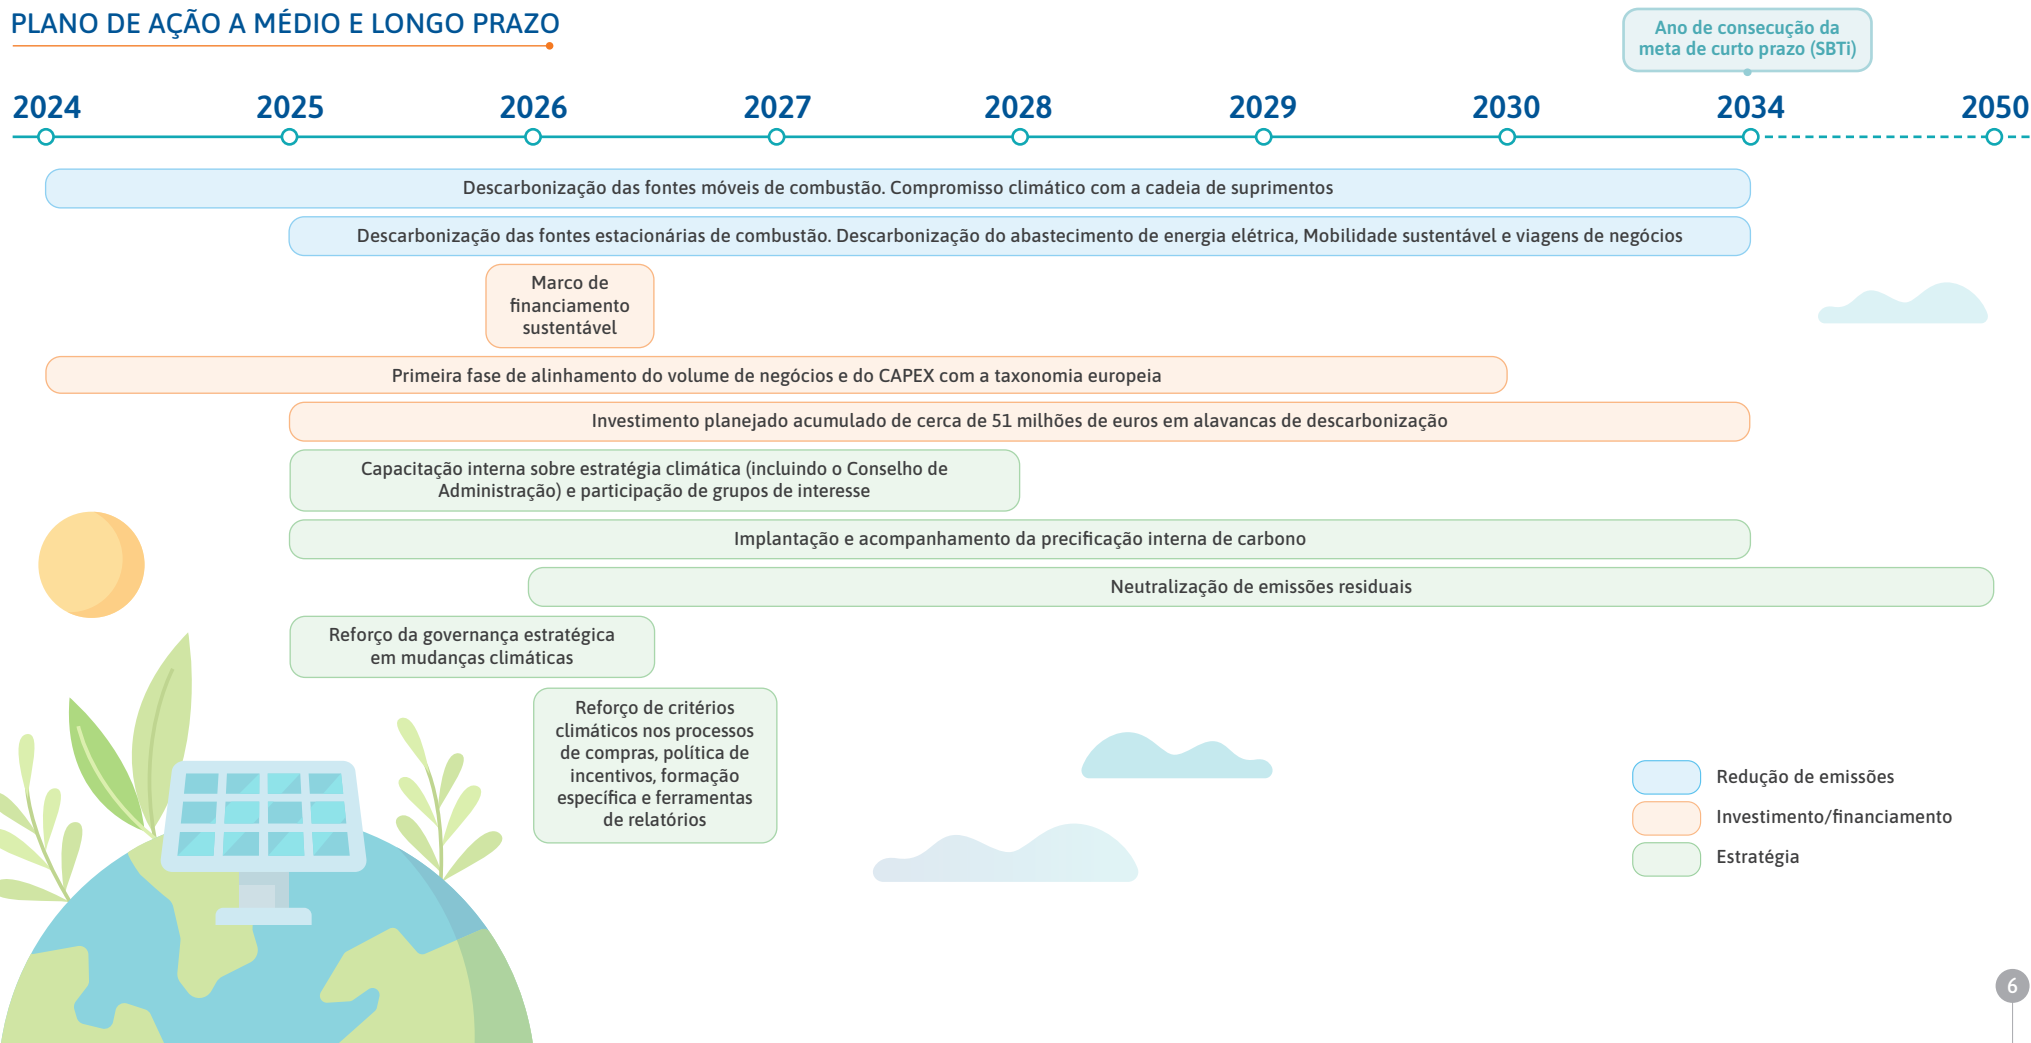 PLANO DE AÇÃO A MÉDIO E LONGO PRAZO
Ano de consecução da
meta de curto prazo (SBTi)
2024 2025 2026 2027 2028 2029 2030 2034 2050
Descarbonização das fontes móveis de combustão. Compromisso climático com a cadeia de suprimentos
Descarbonização das fontes estacionárias de combustão. Descarbonização do abastecimento de energia elétrica, Mobilidade sustentável e viagens de negócios
Marco de
financiamento
sustentável
Primeira fase de alinhamento do volume de negócios e do CAPEX com a taxonomia europeia
Investimento planejado acumulado de cerca de 51 milhões de euros em alavancas de descarbonização
Capacitação interna sobre estratégia climática (incluindo o Conselho de
Administração) e participação de grupos de interesse
Implantação e acompanhamento da precificação interna de carbono
Neutralização de emissões residuais
Reforço da governança estratégica
em mudanças climáticas
Reforço de critérios
climáticos nos processos
de compras, política de
incentivos, formação
específica e ferramentas
de relatórios
Redução de emissões
Investimento/financiamento
Estratégia
6